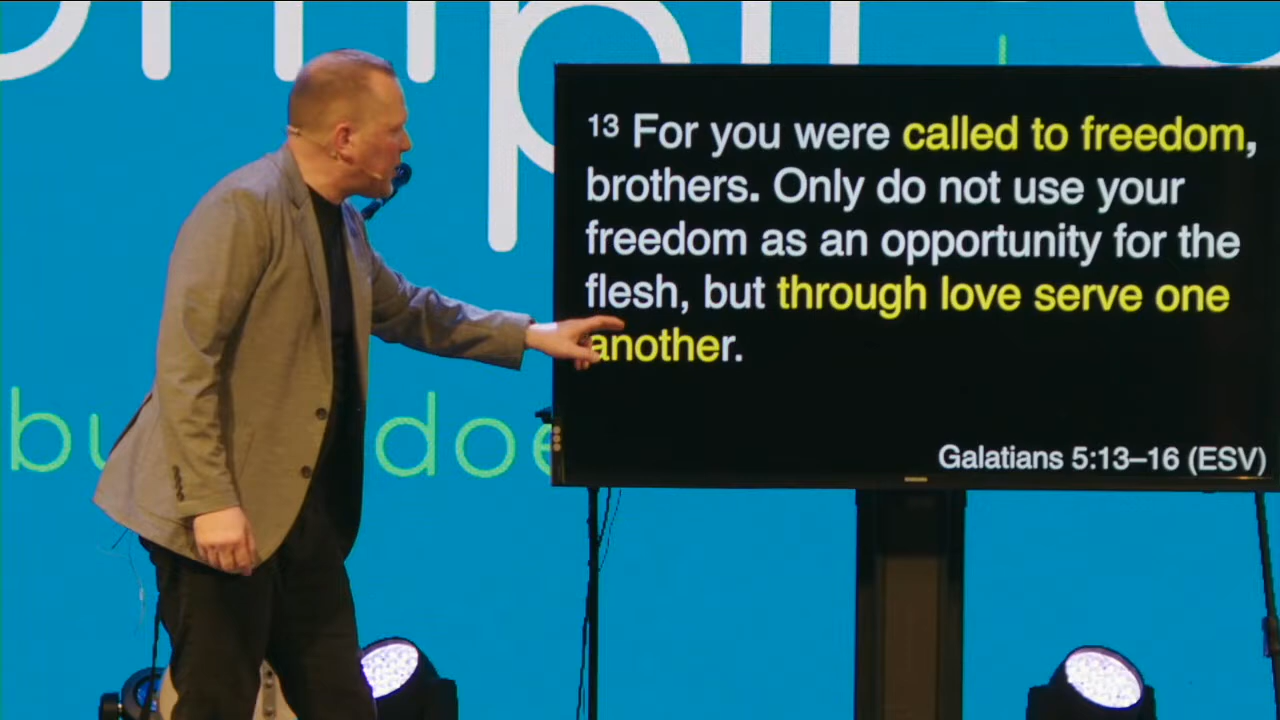 13 For you were called to freedom,
brothers. Only do not use your
freedom as an opportunity for the
flesh, but through love serve one
another.
Galatians 5:13–16 (ESV)